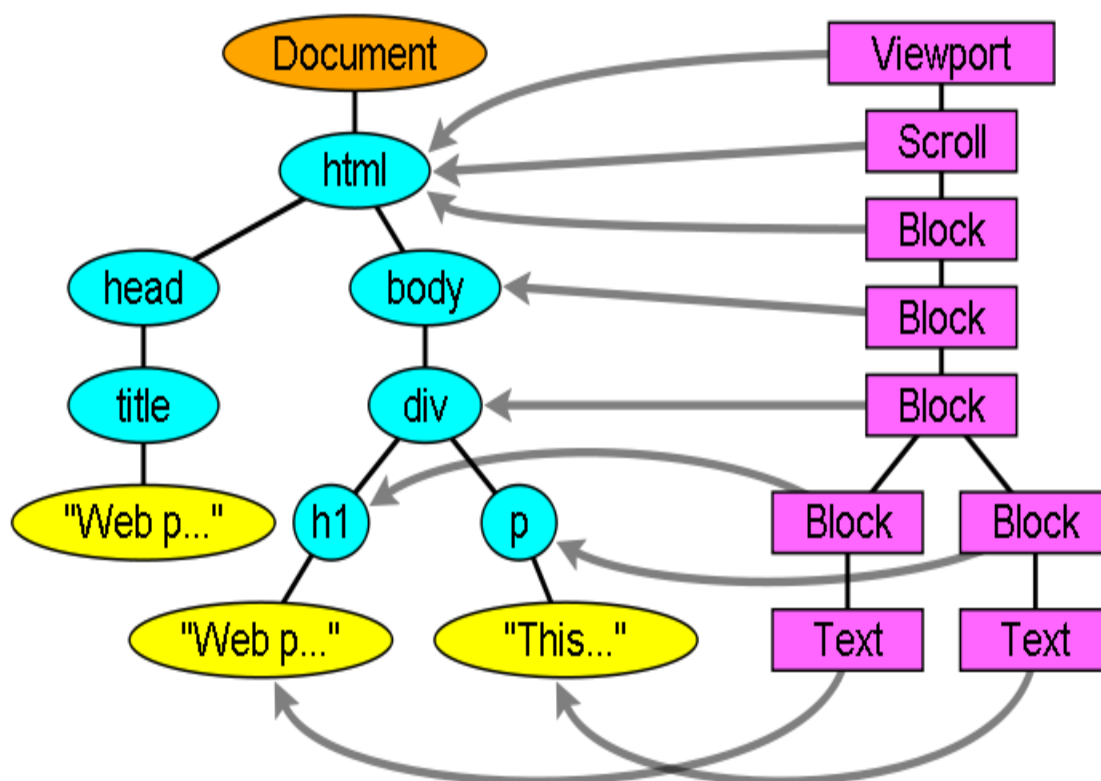 Document
Viewport
html
Scroll
Block
head
body
Block
title
div
Block
"Web p..."
h1
p
Block
Block
"Web p..."
"This..."
Text
Text